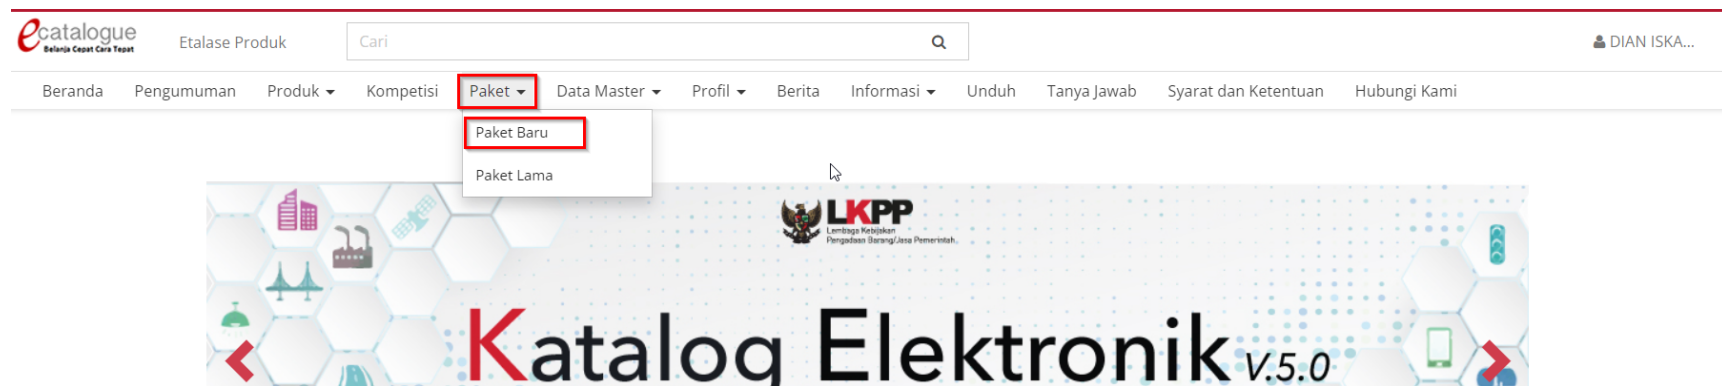 ecatalogue
Belanja Cepat Cara Tepat
Etalase Produk
Cari
DIAN ISKA...
Beranda Pengumuman Produk Kompetisi Paket Data Master Profil Berita Informasi Unduh Tanya Jawab Syarat dan Ketentuan Hubungi Kami
Paket Baru
Paket Lama
LKPP
Lembaga Kebijakan
Pengadaan Barang/Jasa Pemerintah
Katalog Elektronik v.5.0